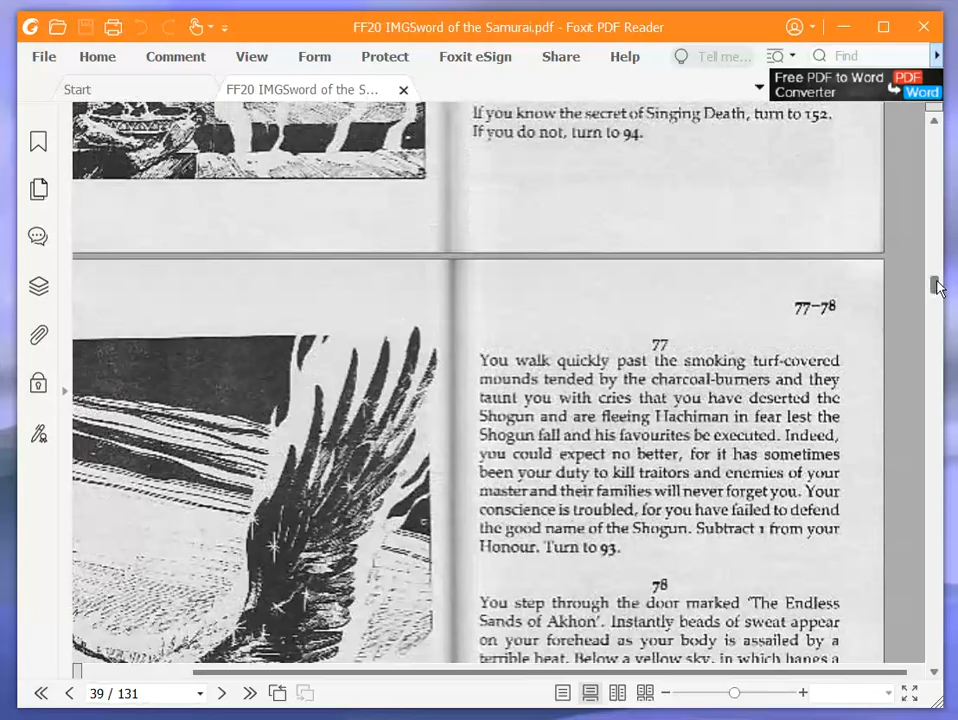 FF20 IMGSword of the Samurai.pdf - Foxit PDF Reader
File Home Comment View Form Protect Foxit eSign Share Help Tell me... Find
Start FF20 IMGSword of the S...
Free PDF to Word PDF
Converter Word
If you know the secret of Singing Death, turn to 152.
If you do not, turn to 94.
77–78
77
You walk quickly past the smoking turf-covered
mounds tended by the charcoal-burners and they
taunt you with cries that you have deserted the
Shogun and are fleeing Hachiman in fear lest the
Shogun fall and his favourites be executed. Indeed,
you could expect no better, for it has sometimes
been your duty to kill traitors and enemies of your
master and their families will never forget you. Your
conscience is troubled, for you have failed to defend
the good name of the Shogun. Subtract 1 from your
Honour. Turn to 93.
78
You step through the door marked 'The Endless
Sands of Akhon'. Instantly beads of sweat appear
on your forehead as your body is assailed by a
terrible heat. Below a yellow sky, in which hangs a
39 / 131